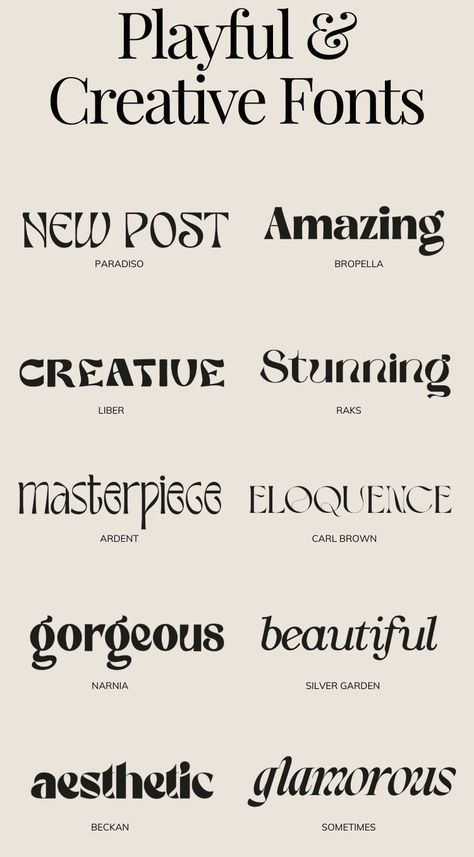 Playful &
Creative Fonts
NEW POST
PARADISO
Amazing
BROPELLA
CREATIVE
LIBER
Stunning
RAKS
masterpiece
ARDENT
ELOQUENCE
CARL BROWN
gorgeous
NARNIA
beautiful
SILVER GARDEN
aesthetic
BECKAN
glamorous
SOMETIMES